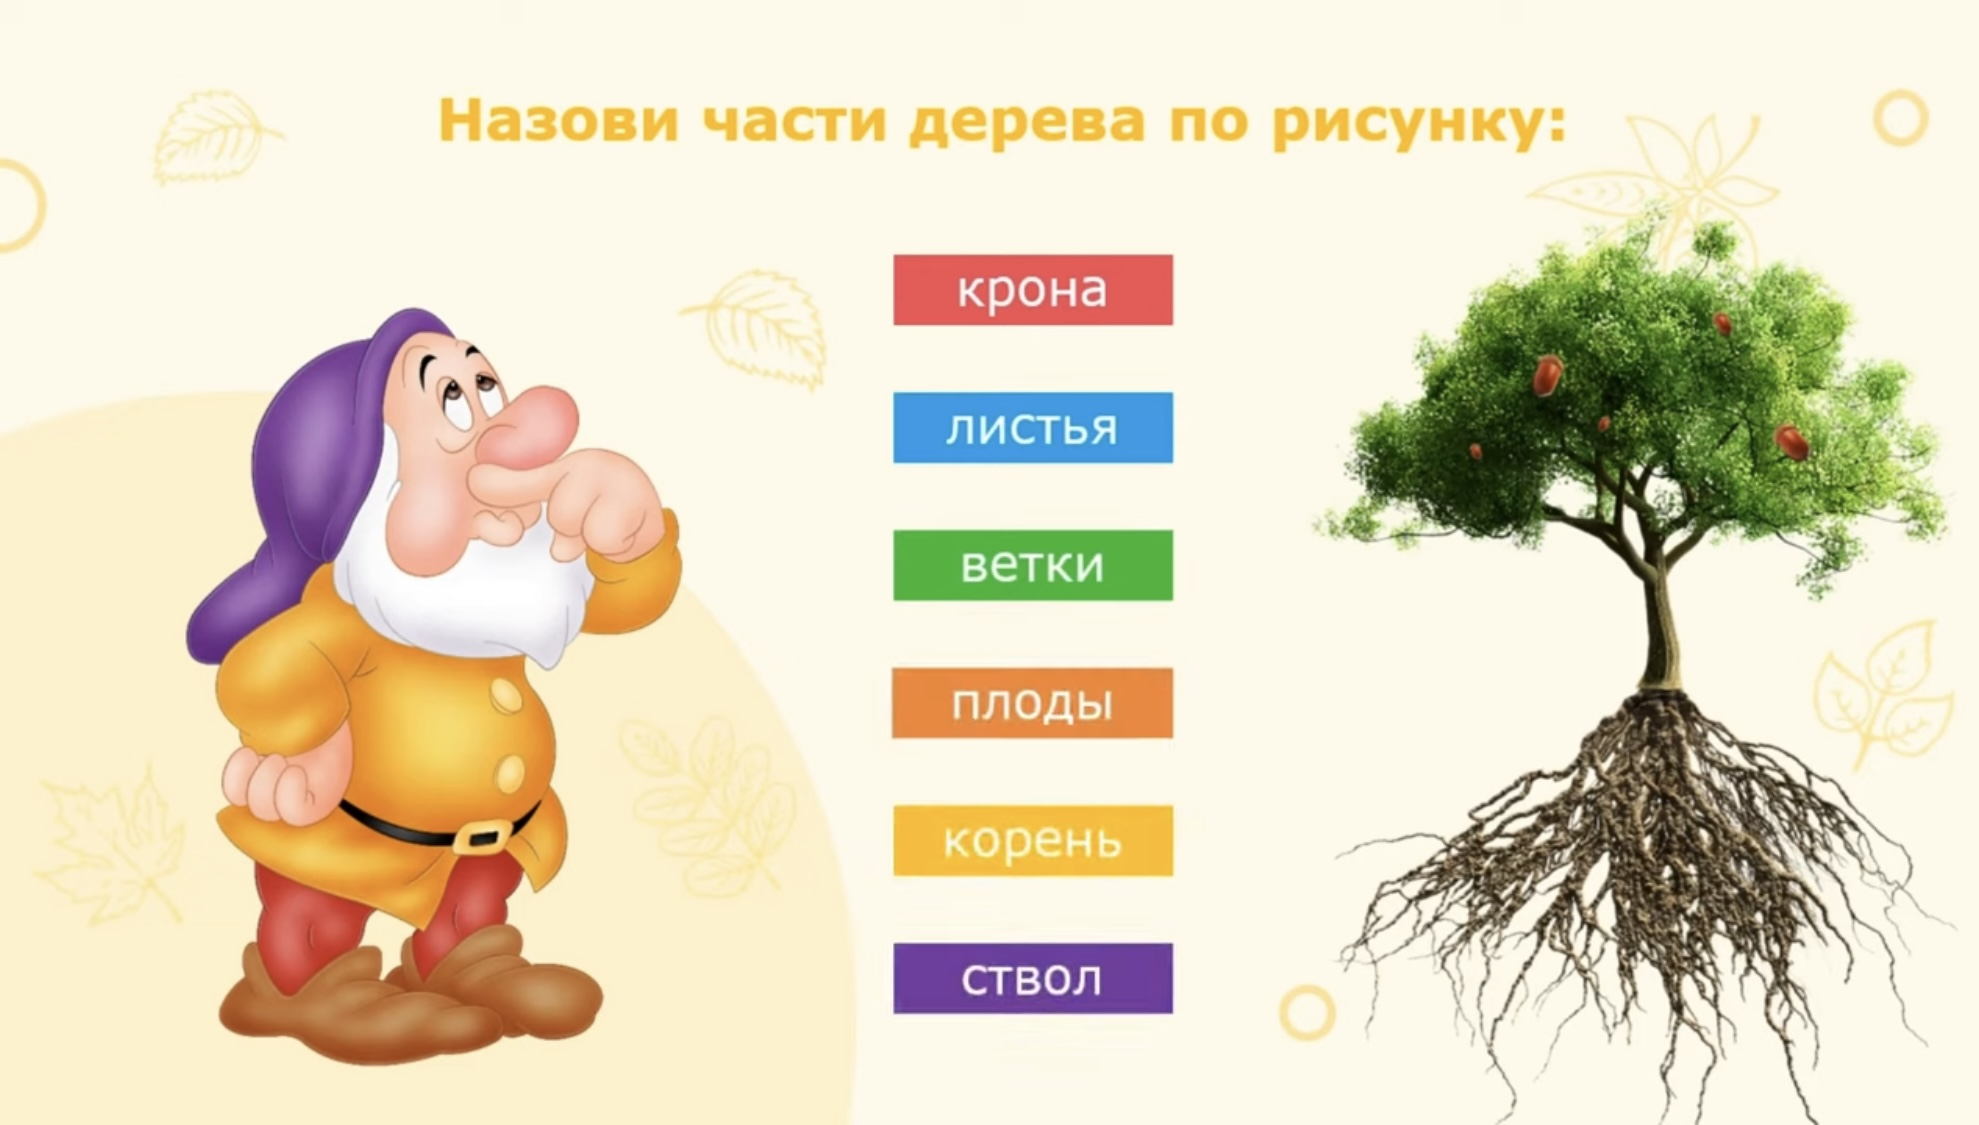 Назови части дерева по рисунку:
крона
листья
ветки
плоды
корень
ствол